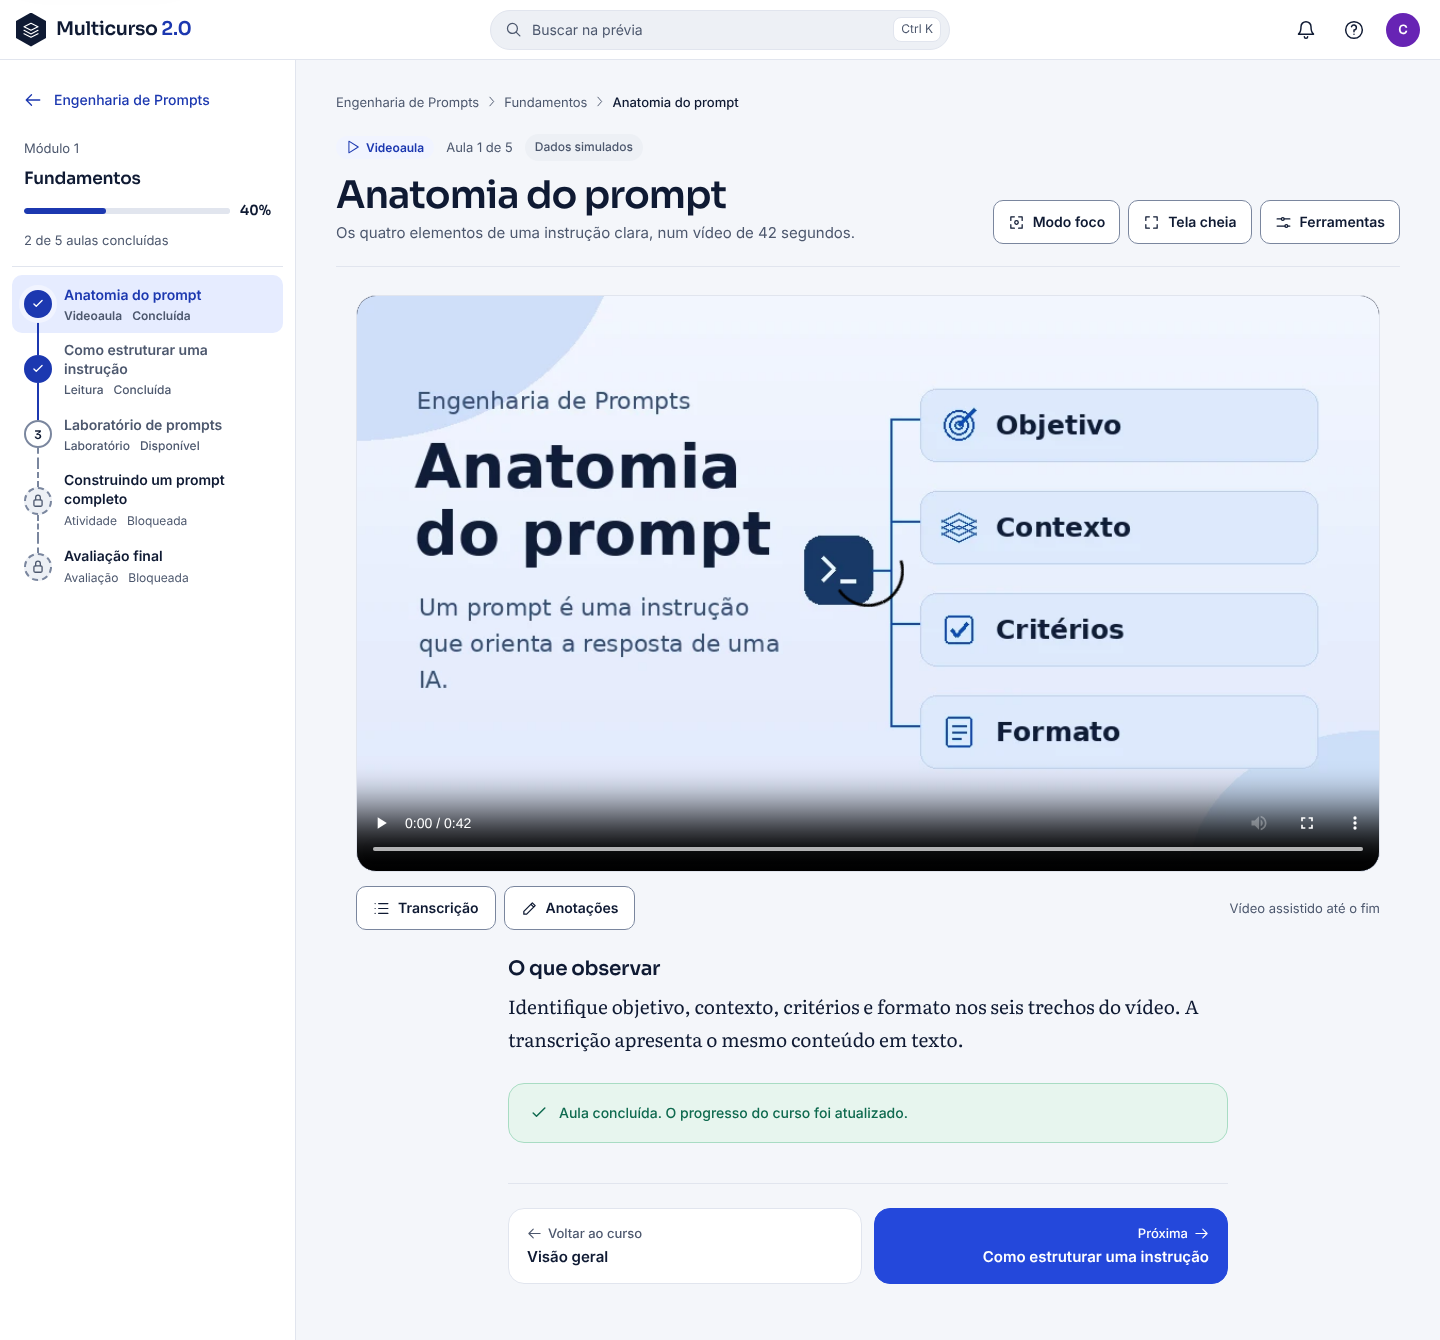 Multicurso 2.0
Buscar na prévia
Ctrl K
C
Engenharia de Prompts
Módulo 1
Fundamentos
40%
2 de 5 aulas concluídas
Anatomia do prompt
Videoaula Concluída
Como estruturar uma
instrução
Leitura Concluída
3
Laboratório de prompts
Laboratório Disponível
Construindo um prompt
completo
Atividade Bloqueada
Avaliação final
Avaliação Bloqueada
Engenharia de Prompts > Fundamentos > Anatomia do prompt
Videoaula Aula 1 de 5 Dados simulados
Anatomia do prompt
Os quatro elementos de uma instrução clara, num vídeo de 42 segundos.
Modo foco
Tela cheia
Ferramentas
Engenharia de Prompts
Anatomia
do prompt
Um prompt é uma instrução
que orienta a resposta de uma
IA.
Objetivo
Contexto
Critérios
Formato
0:00 / 0:42
Transcrição
Anotações
Vídeo assistido até o fim
O que observar
Identifique objetivo, contexto, critérios e formato nos seis trechos do vídeo. A
transcrição apresenta o mesmo conteúdo em texto.
Aula concluída. O progresso do curso foi atualizado.
Voltar ao curso
Visão geral
Próxima
Como estruturar uma instrução